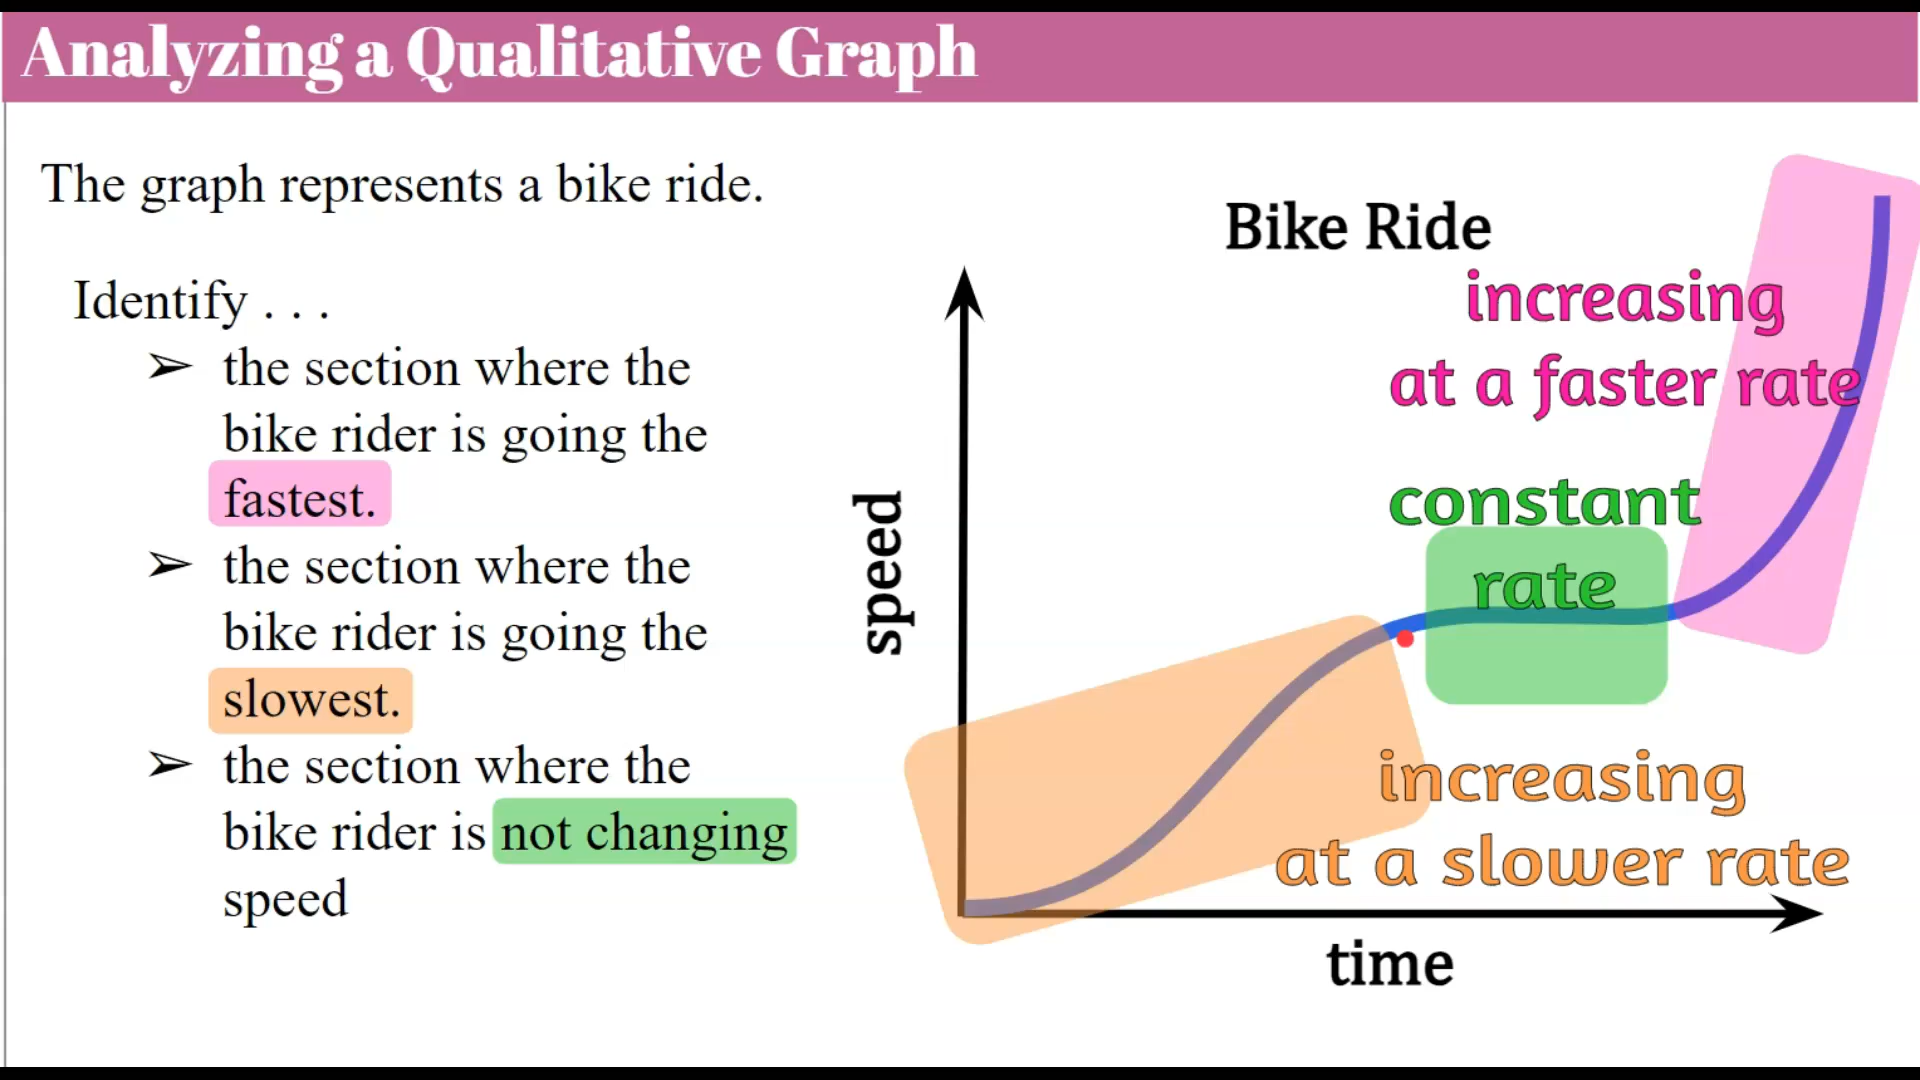 Analyzing a Qualitative Graph
The graph represents a bike ride.
Identify . . .
➢ the section where the
bike rider is going the
fastest.
➢ the section where the
bike rider is going the
slowest.
➢ the section where the
bike rider is not changing
speed
Bike Ride
increasing
at a faster rate
constant
rate
speed
increasing
at a slower rate
time